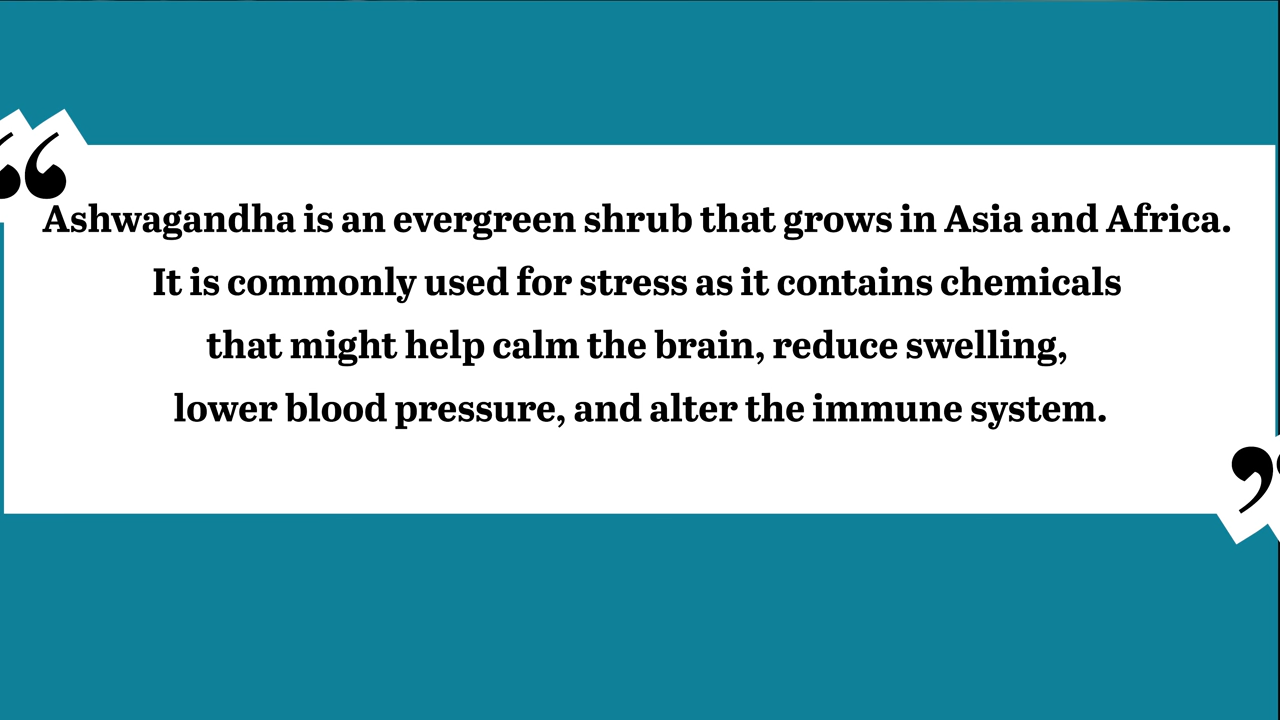 “
Ashwagandha is an evergreen shrub that grows in Asia and Africa.
It is commonly used for stress as it contains chemicals
that might help calm the brain, reduce swelling,
lower blood pressure, and alter the immune system.
”